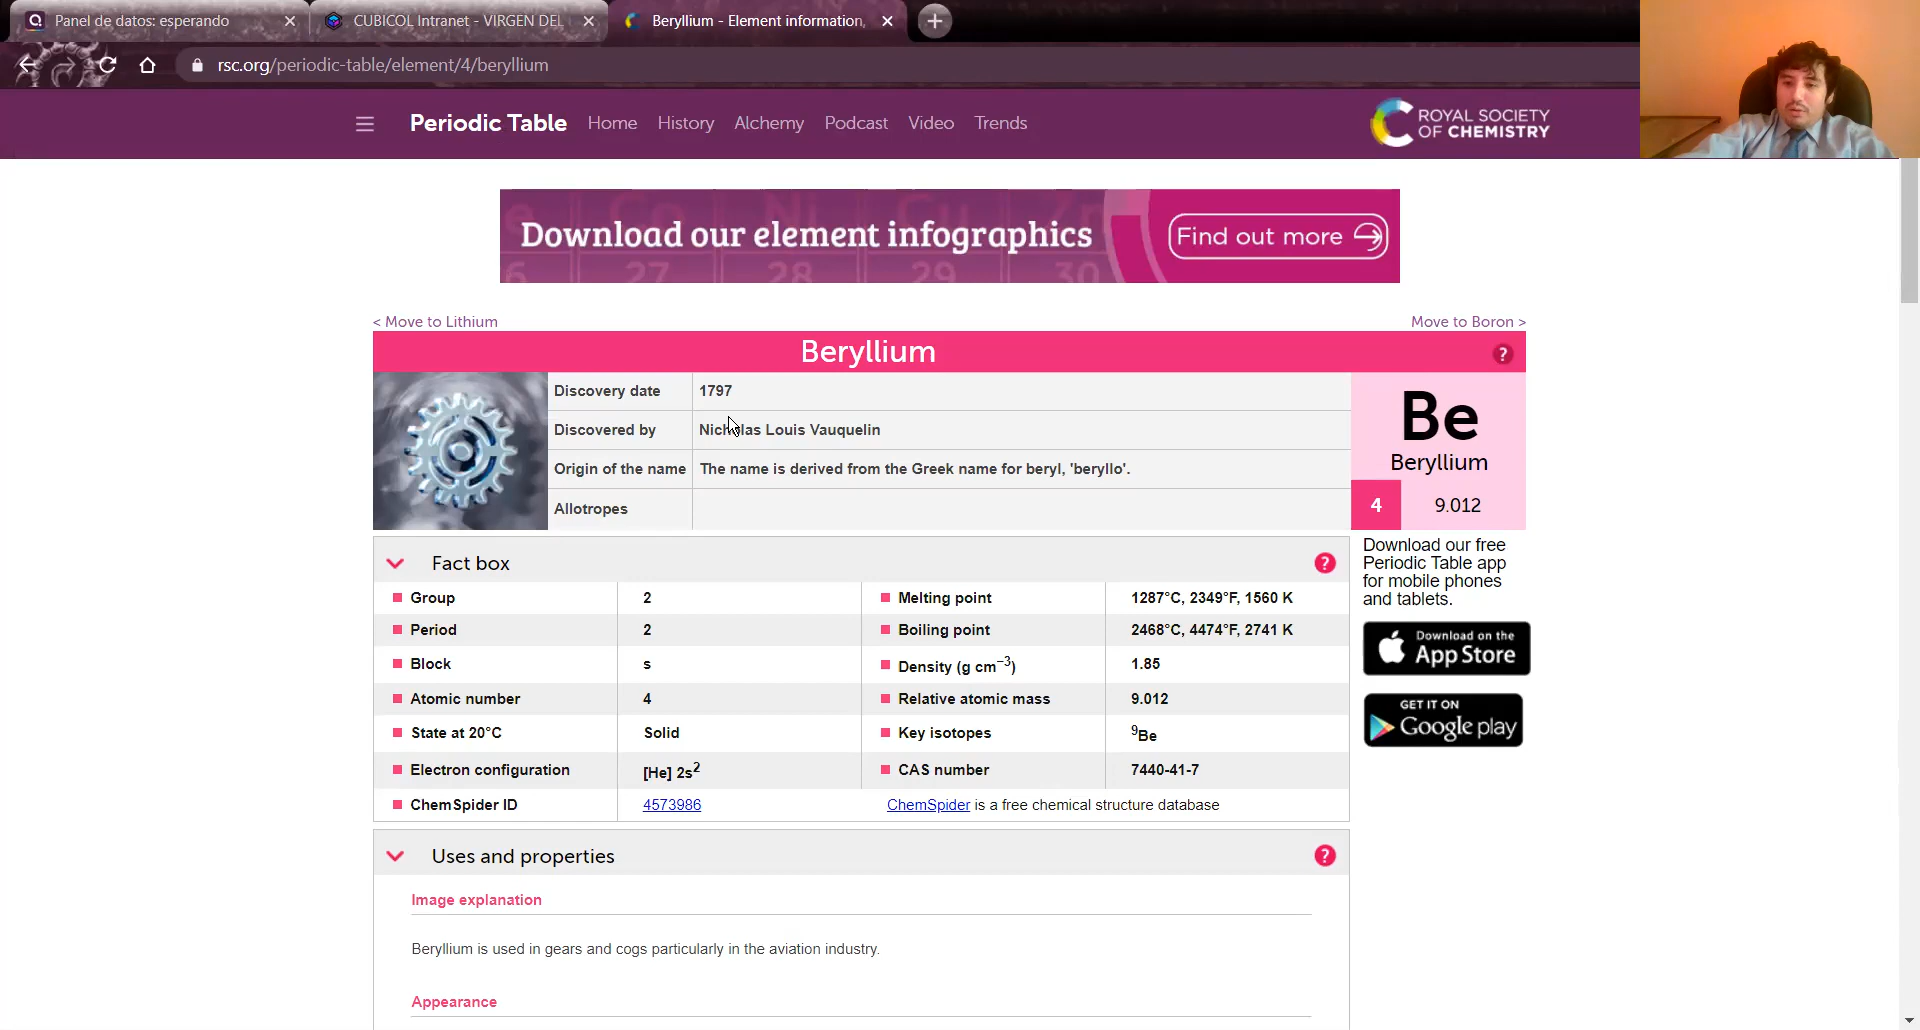 Panel de datos: esperando
CUBICOL Intranet - VIRGEN DEL
Beryllium - Element information,
rsc.org/periodic-table/element/4/beryllium
Periodic Table Home History Alchemy Podcast Video Trends
ROYAL SOCIETY
OF CHEMISTRY
Download our element infographics
Find out more
27 28 29 30
< Move to Lithium
Move to Boron >
Beryllium
?
Discovery date 1797
Discovered by Nicholas Louis Vauquelin
Origin of the name The name is derived from the Greek name for beryl, 'beryllo'.
Allotropes
Be
Beryllium
4 9.012
Download our free
Periodic Table app
for mobile phones
and tablets.
Download on the
App Store
GET IT ON
Google play
Fact box ?
Group 2 Melting point 1287°C, 2349°F, 1560 K
Period 2 Boiling point 2468°C, 4474°F, 2741 K
Block s Density (g cm⁻³) 1.85
Atomic number 4 Relative atomic mass 9.012
State at 20°C Solid Key isotopes ⁹Be
Electron configuration [He] 2s² CAS number 7440-41-7
ChemSpider ID 4573986 ChemSpider is a free chemical structure database
Uses and properties ?
Image explanation
Beryllium is used in gears and cogs particularly in the aviation industry.
Appearance